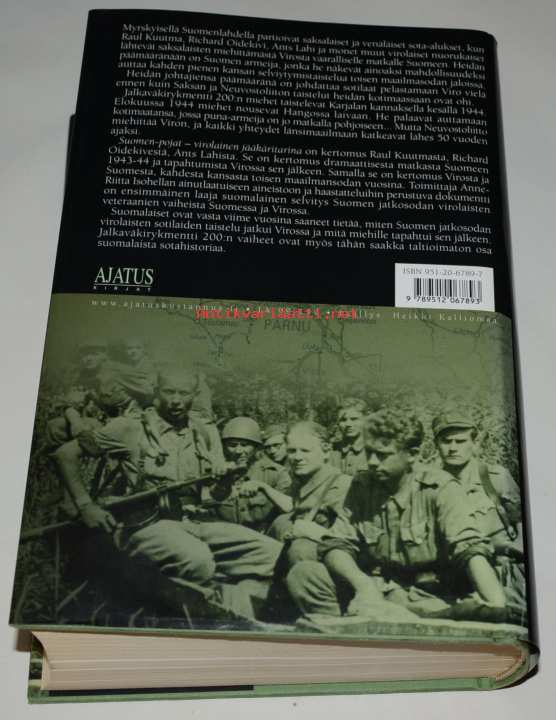 Myrskyisellä Suomenlahdella partioivat saksalaiset ja venäläiset sota-alukset, kun
Raul Kuutma, Richard Oidekivi, Ants Lahi ja monet muut virolaiset nuorukaiset
lähtevät saksalaisten miehittämästä Virosta vaaralliselle matkalle Suomeen. Heidän
päämääränään on Suomen armeija, jonka he näkevät ainoaksi mahdollisuudeksi
auttaa kahden pienen kansan selviytymistaistelua toisen maailmansodan jaloissa.
Heidän johtajiensa päämääränä on johdattaa sotilaat pelastamaan Viro vielä
ennen kuin Saksan ja Neuvostoliiton taistelut heidän kotimaassaan ovat ohi.
Jalkaväkirykmentti 200:n miehet taistelevat Karjalan kannaksella kesällä 1944.
Elokuussa 1944 miehet nousevat Hangossa laivaan. He palaavat auttamaan
kotimaatansa, jossa puna-armeija on jo matkalla pohjoiseen... Mutta Neuvostoliitto
miehittää Viron, ja kaikki yhteydet länsimaailmaan katkeavat lähes 50 vuoden
ajaksi.
Suomen-pojat – virolainen jääkäritarina on kertomus Raul Kuutmasta, Richard
Oidekivestä, Ants Lahista. Se on kertomus dramaattisesta matkasta Suomeen
1943-44 ja tapahtumista Virossa sen jälkeen. Samalla se on kertomus Virosta ja
Suomesta, kahdesta kansasta toisen maailmansodan vuosina. Toimittaja Anne-
Riitta Isohellan ainutlaatuiseen aineistoon ja haastatteluihin perustuva dokumentti
on ensimmäinen laaja suomalainen selvitys Suomen jatkosodan virolaisten
veteraanien vaiheista Suomessa ja Virossa.
Suomalaiset ovat vasta viime vuosina saaneet tietää, miten Suomen jatkosodan
virolaisten sotilaiden taistelu jatkui Virossa ja mitä miehille tapahtui sen jälkeen.
Jalkaväkirykmentti 200:n vaiheet ovat myös tähän saakka taltioimaton osa
suomalaista sotahistoriaa.
AJATUS
KIRJAT
ISBN 951-20-6789-7
9 789512 067893
www.ajatuskustannus.fi
Heikki Kalliomaa
antikvariaatti.net
PÄRNU